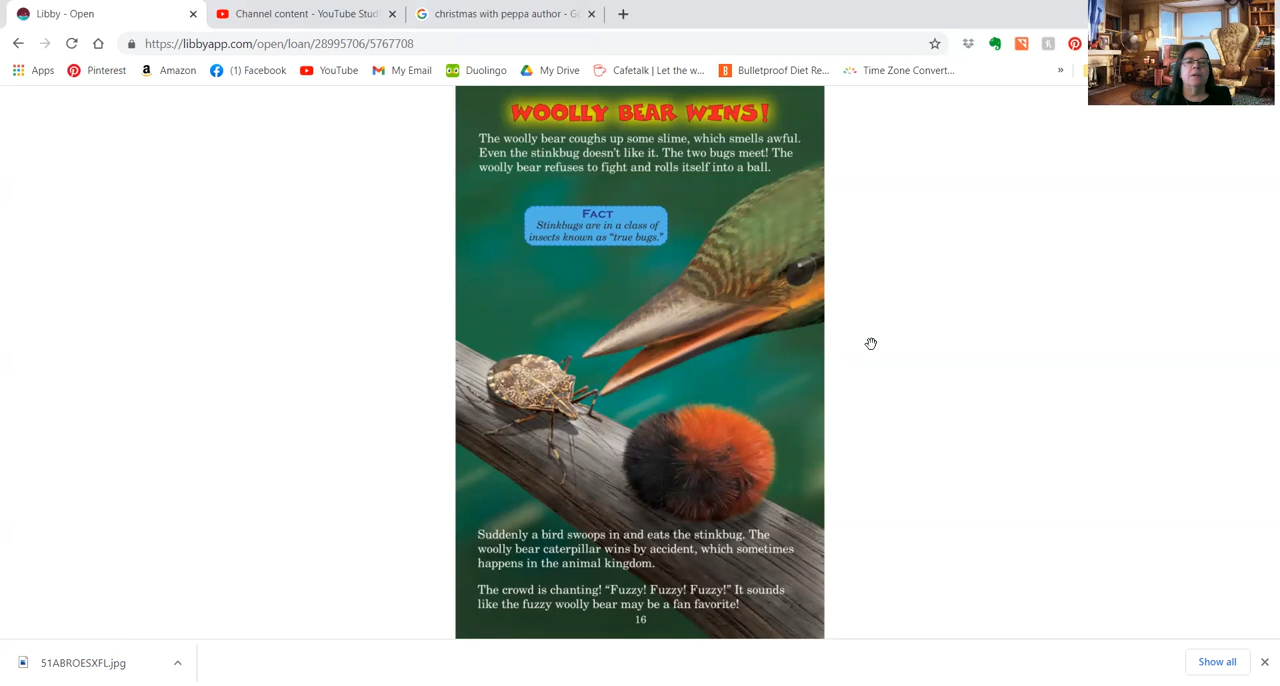 Libby - Open
Channel content - YouTube Studi
christmas with peppa author - Go
https://libbyapp.com/open/loan/28995706/5767708
Apps
Pinterest
Amazon
(1) Facebook
YouTube
My Email
Duolingo
My Drive
Cafetalk | Let the w...
Bulletproof Diet Re...
Time Zone Convert...
»
WOOLLY BEAR WINS!
The woolly bear coughs up some slime, which smells awful.
Even the stinkbug doesn't like it. The two bugs meet! The
woolly bear refuses to fight and rolls itself into a ball.
FACT
Stinkbugs are in a class of
insects known as "true bugs."
Suddenly a bird swoops in and eats the stinkbug. The
woolly bear caterpillar wins by accident, which sometimes
happens in the animal kingdom.
The crowd is chanting! "Fuzzy! Fuzzy! Fuzzy!" It sounds
like the fuzzy woolly bear may be a fan favorite!
16
51ABROESXFL.jpg
Show all